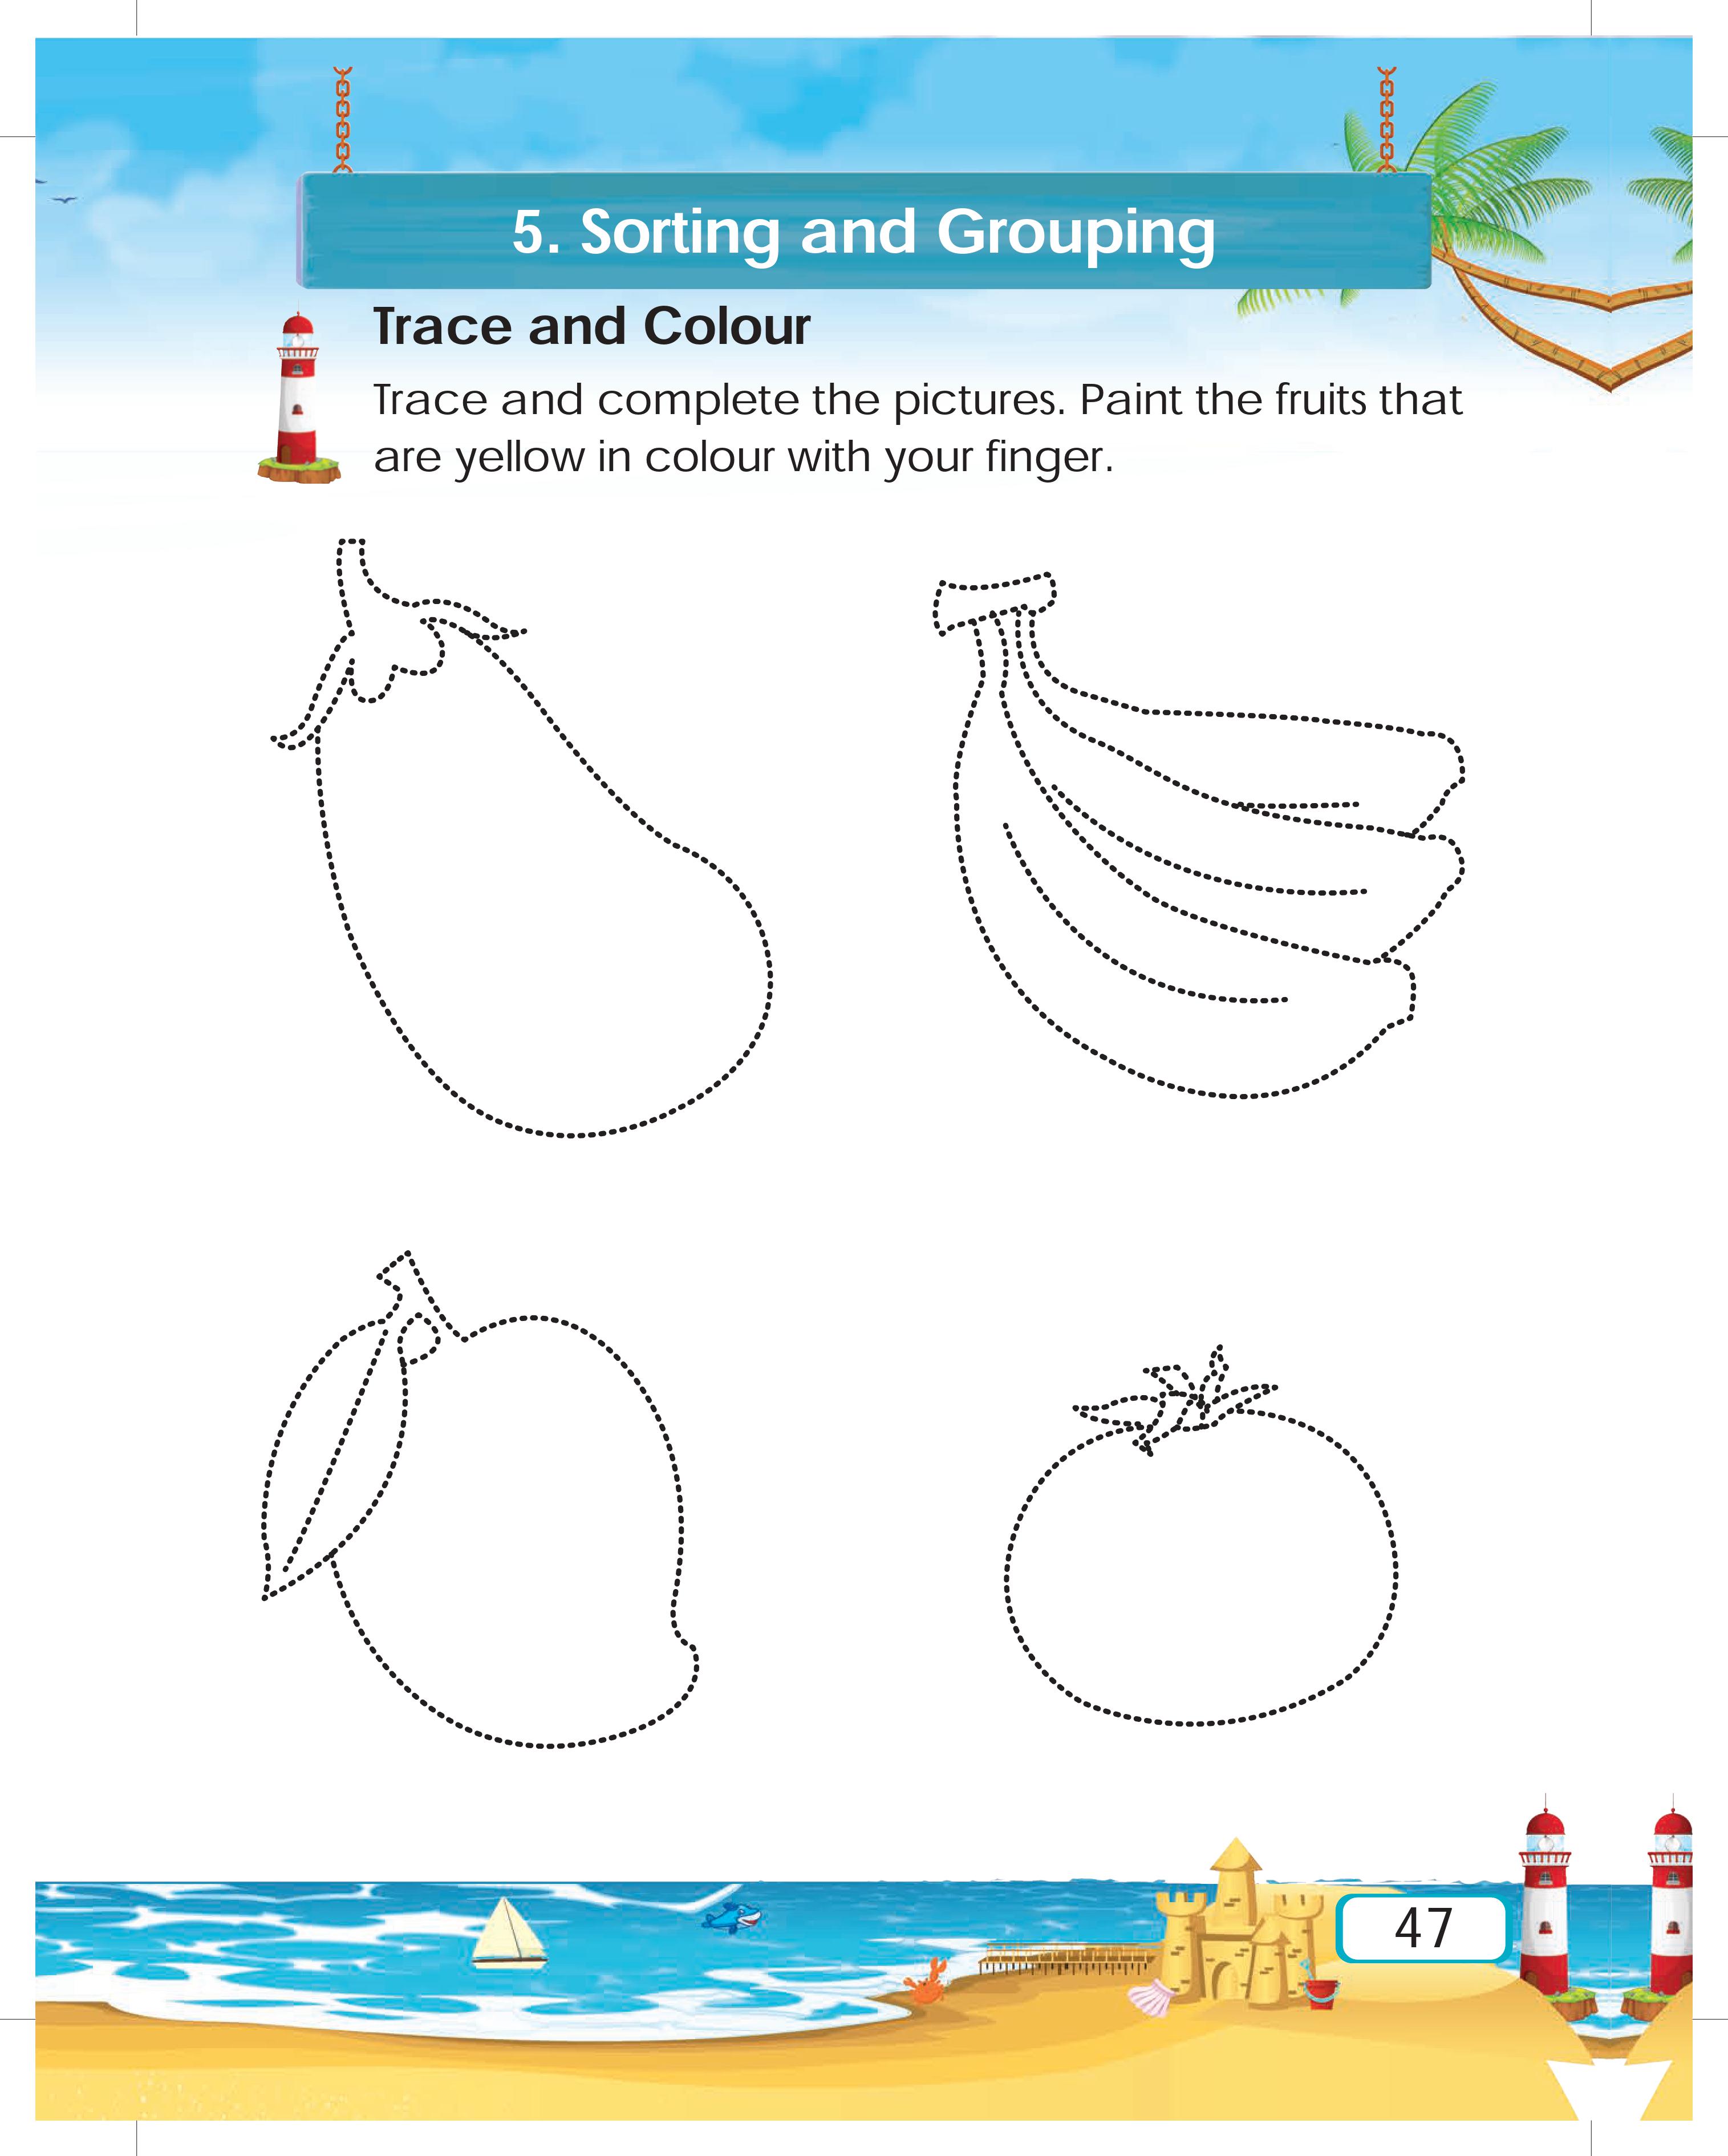 5. Sorting and Grouping
Trace and Colour
Trace and complete the pictures. Paint the fruits that
are yellow in colour with your finger.
47